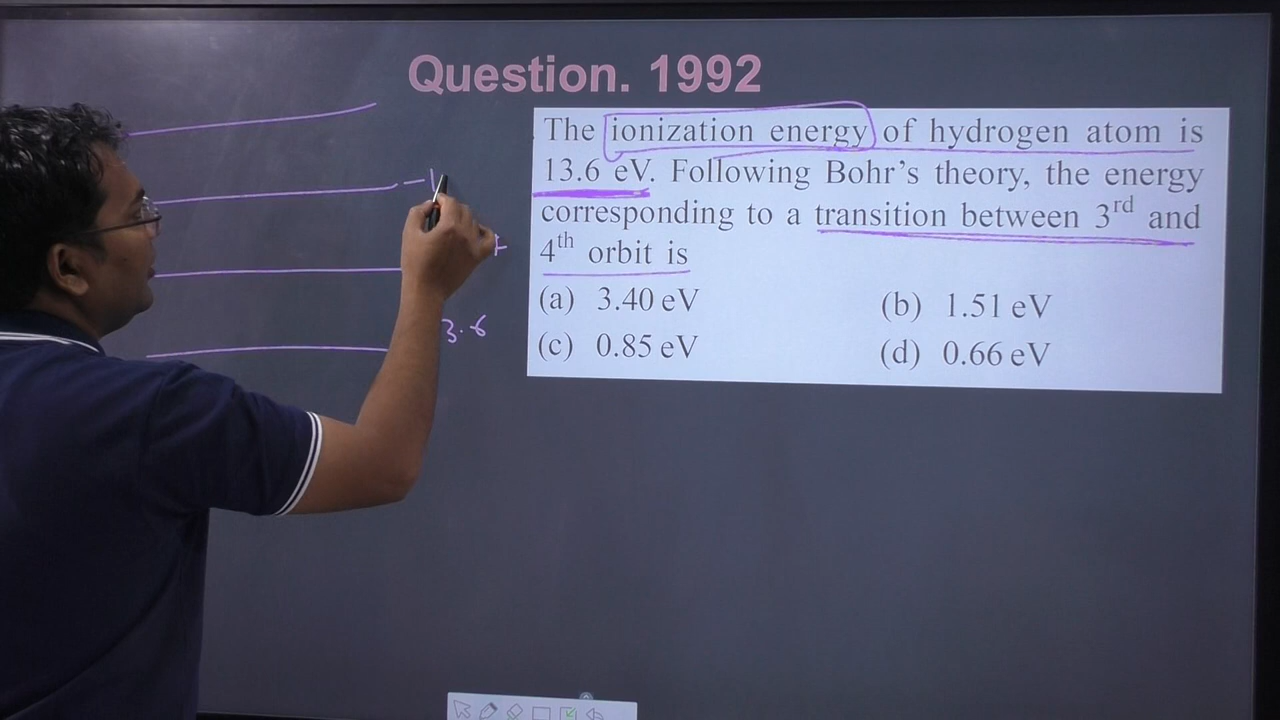 Question. 1992
The ionization energy of hydrogen atom is
13.6 eV. Following Bohr's theory, the energy
corresponding to a transition between 3rd and
4th orbit is
(a) 3.40 eV
(b) 1.51 eV
(c) 0.85 eV
(d) 0.66 eV
3.6